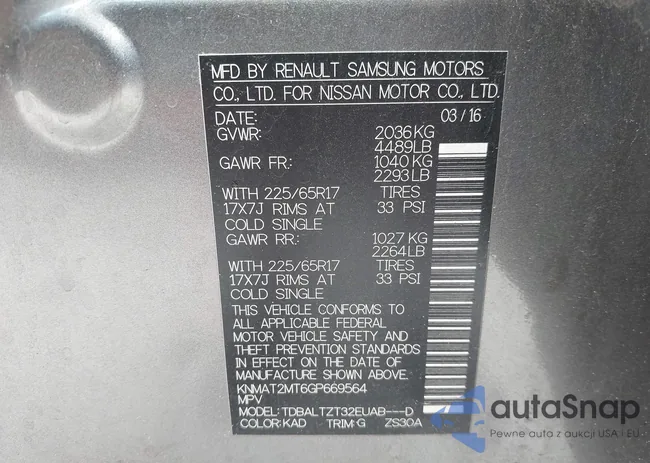 MFD BY RENAULT SAMSUNG MOTORS
CO., LTD. FOR NISSAN MOTOR CO., LTD.
DATE: 03/16
GVWR: 2036KG
4489LB
GAWR FR: 1040KG
2293LB
WITH 225/65R17 TIRES
17X7J RIMS AT 33 PSI
COLD SINGLE
GAWR RR: 1027KG
2264LB
WITH 225/65R17 TIRES
17X7J RIMS AT 33 PSI
COLD SINGLE
THIS VEHICLE CONFORMS TO
ALL APPLICABLE FEDERAL
MOTOR VEHICLE SAFETY AND
THEFT PREVENTION STANDARDS
IN EFFECT ON THE DATE OF
MANUFACTURE SHOWN ABOVE.
KNMAT2MT6GP669564
MPV
MODEL: TDBALTZT32EUAB---D
COLOR: KAD TRIM: G ZS30A
autoSnap
Pewne auta z aukcji USA i EU